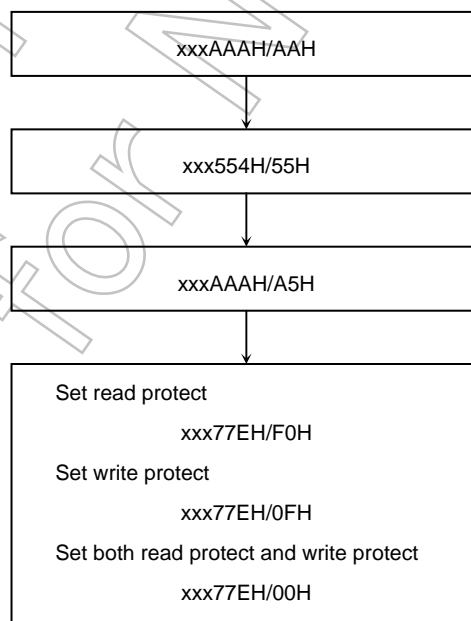 xxxAAAH/AAH
xxx554H/55H
xxxAAAH/A5H
Set read protect
xxx77EH/F0H
Set write protect
xxx77EH/0FH
Set both read protect and write protect
xxx77EH/00H
for N